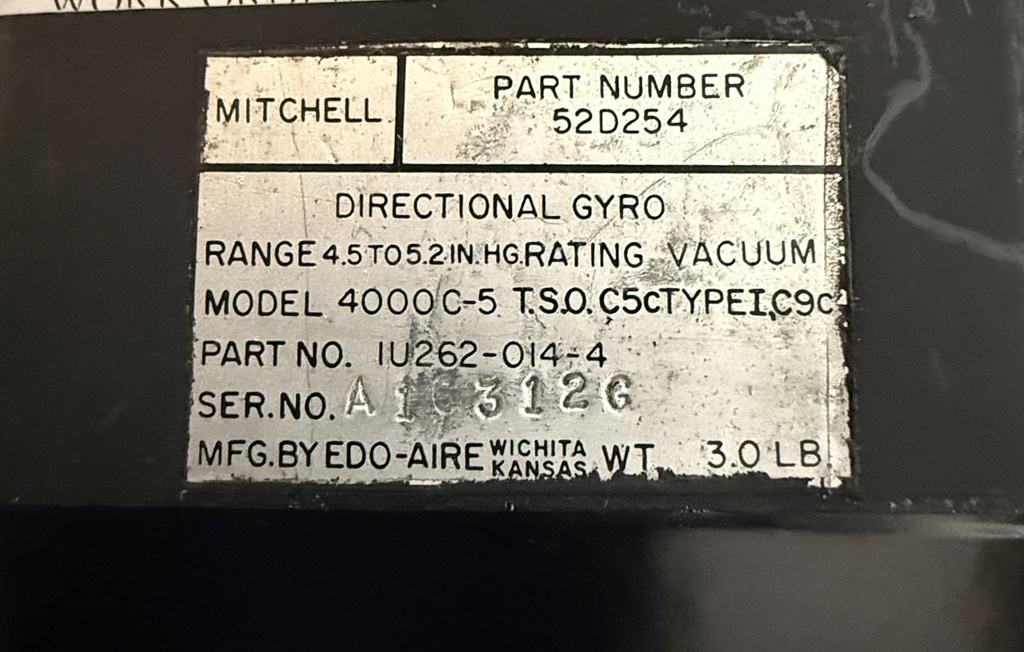 MITCHELL
PART NUMBER
52D254
DIRECTIONAL GYRO
RANGE 4.5 TO 5.2 IN. HG. RATING VACUUM
MODEL 4000C-5 T.S.O. C5c TYPE I, C9c
PART NO. 1U262-014-4
SER. NO.
MFG. BY EDO-AIRE WICHITA KANSAS WT. 3.0 LB